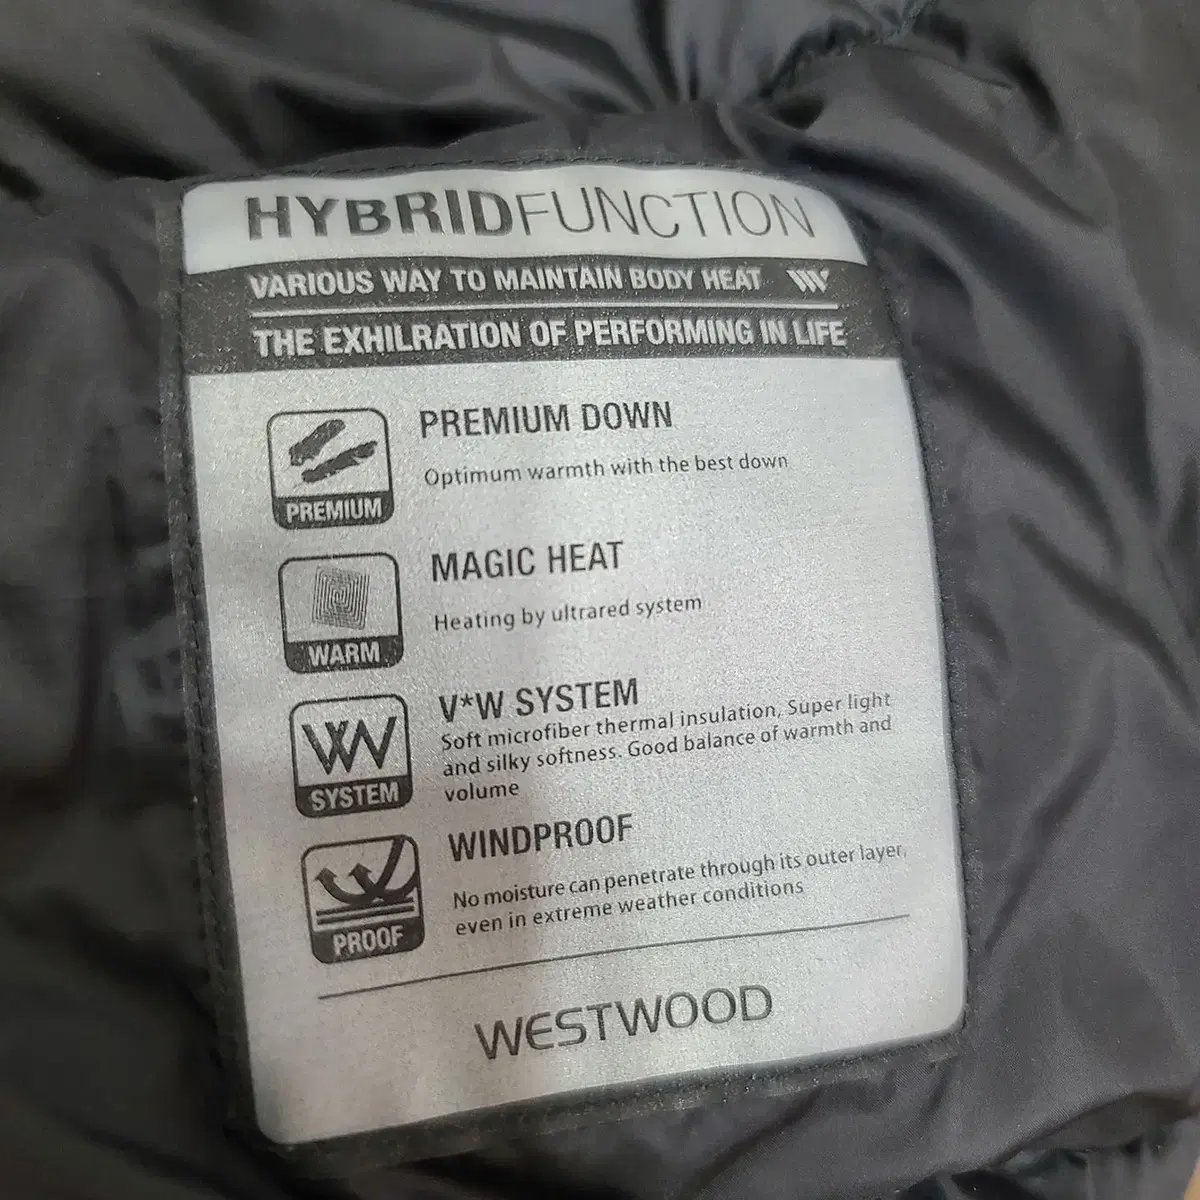 HYBRIDFUNCTION
VARIOUS WAY TO MAINTAIN BODY HEAT W
THE EXHILRATION OF PERFORMING IN LIFE
PREMIUM DOWN
Optimum warmth with the best down
PREMIUM
MAGIC HEAT
Heating by ultrared system
WARM
V*W SYSTEM
Soft microfiber thermal insulation, Super light
and silky softness. Good balance of warmth and
volume
VW
SYSTEM
WINDPROOF
No moisture can penetrate through its outer layer,
even in extreme weather conditions
PROOF
WESTWOOD